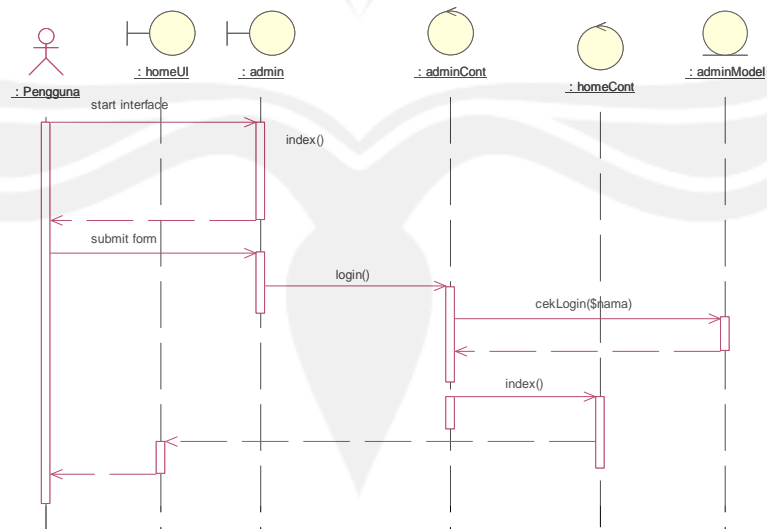 : Pengguna
: homeUI
: admin
: adminCont
: homeCont
: adminModel
start interface
index()
submit form
login()
cekLogin($nama)
index()